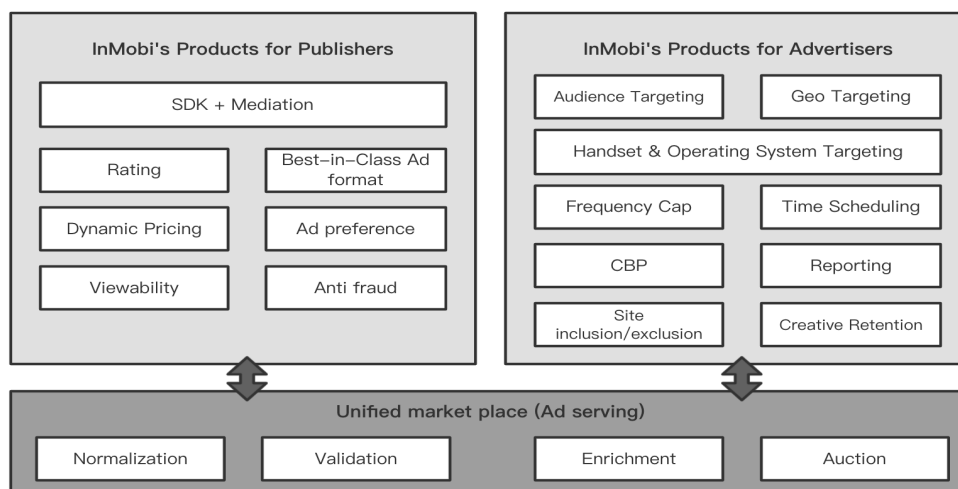 InMobi's Products for Publishers
SDK + Mediation
Rating
Best-in-Class Ad
format
Dynamic Pricing
Ad preference
Viewability
Anti fraud
InMobi's Products for Advertisers
Audience Targeting
Geo Targeting
Handset & Operating System Targeting
Frequency Cap
Time Scheduling
CBP
Reporting
Site
inclusion/exclusion
Creative Retention
Unified market place (Ad serving)
Normalization
Validation
Enrichment
Auction